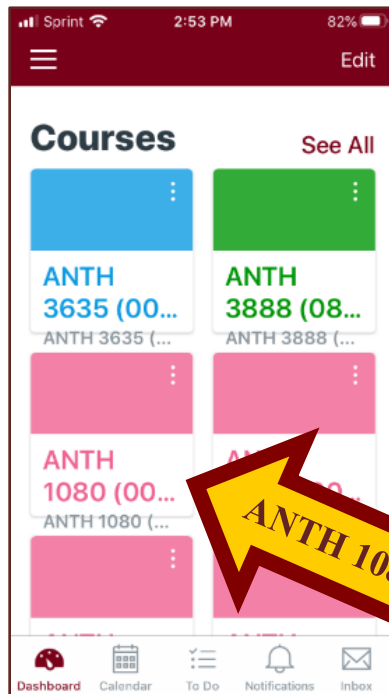 Sprint 2:53 PM 82%
Edit
Courses See All
ANTH
3635 (00...
ANTH 3635 (...
ANTH
3888 (08...
ANTH 3888 (...
ANTH
1080 (00...
ANTH 1080 (...
ANTH
Dashboard Calendar To Do Notifications Inbox